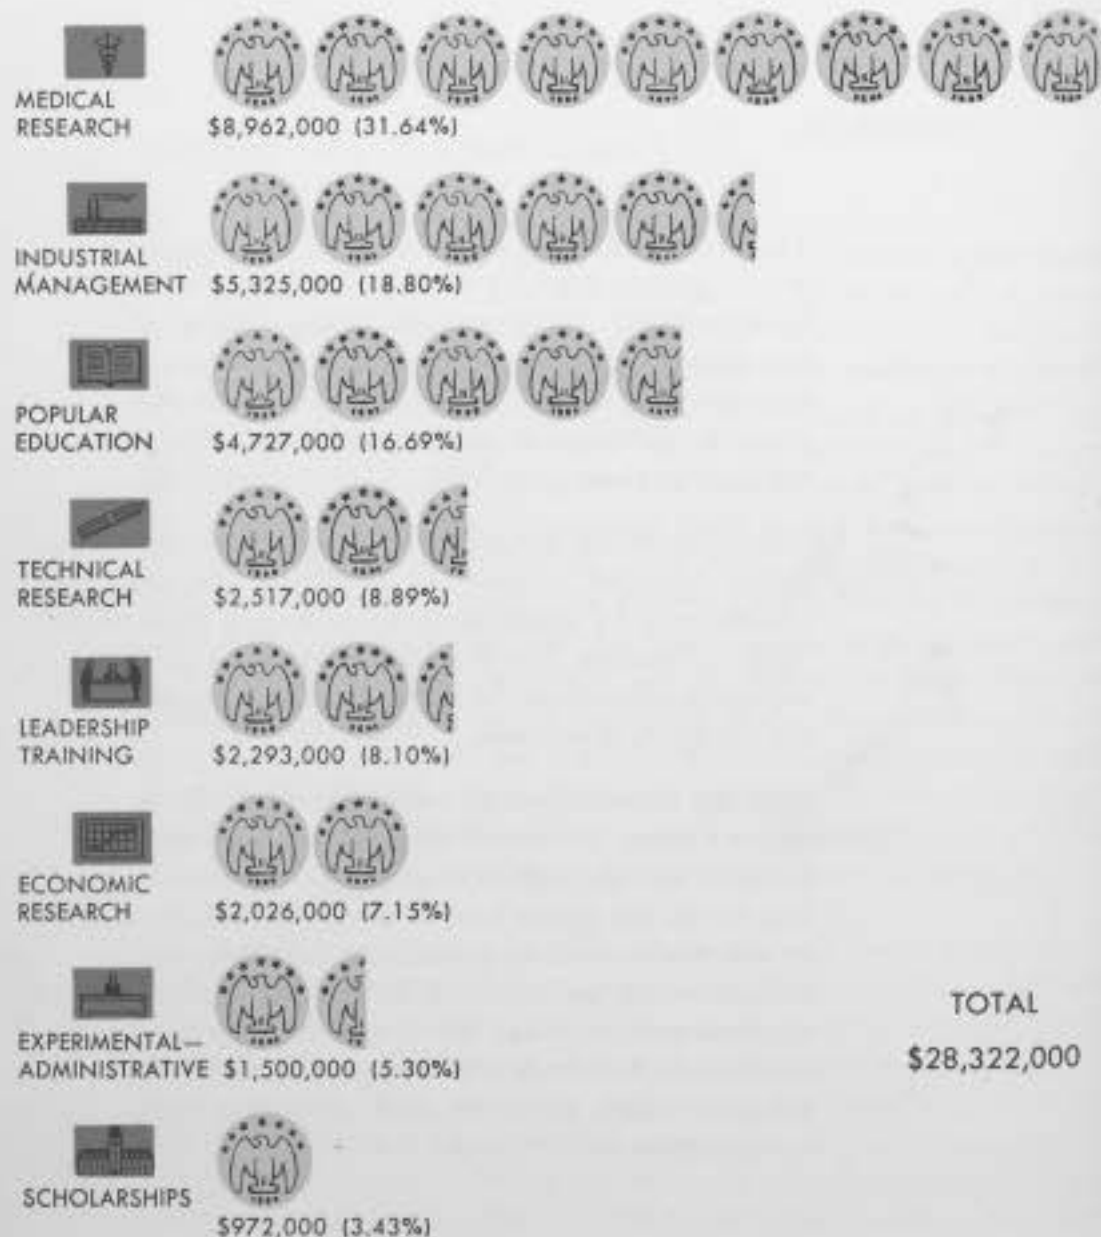 MEDICAL
RESEARCH
$8,962,000 (31.64%)
INDUSTRIAL
MANAGEMENT
$5,325,000 (18.80%)
POPULAR
EDUCATION
$4,727,000 (16.69%)
TECHNICAL
RESEARCH
$2,517,000 (8.89%)
LEADERSHIP
TRAINING
$2,293,000 (8.10%)
ECONOMIC
RESEARCH
$2,026,000 (7.15%)
EXPERIMENTAL—
ADMINISTRATIVE
$1,500,000 (5.30%)
TOTAL
$28,322,000
SCHOLARSHIPS
$972,000 (3.43%)